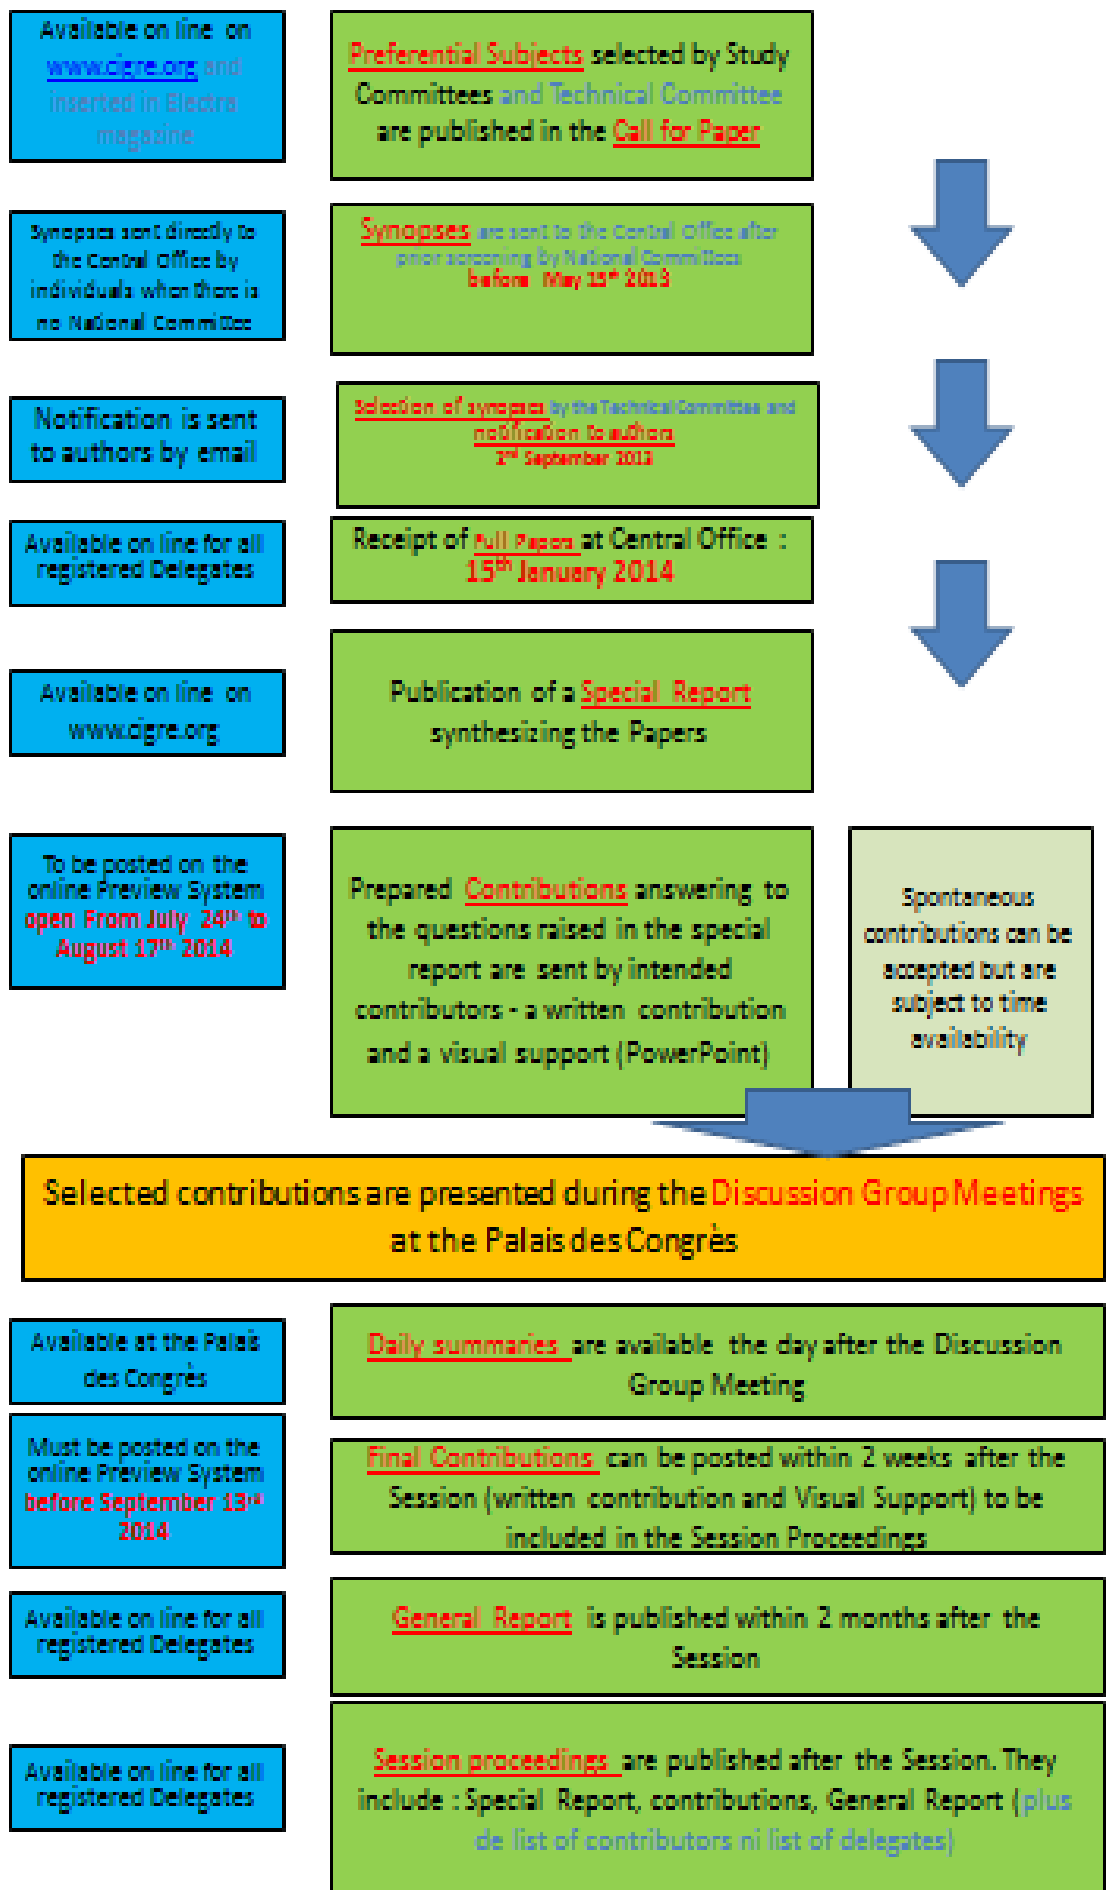 Available on line on
www.cigre.org and
inserted in Electra
magazine
Preferential Subjects selected by Study
Committees and Technical Committee
are published in the Call for Paper
Synopses sent directly to
the Central Office by
individuals when there is
no National Committee
Synopses are sent to the Central Office after
prior screening by National Committees
before May 15st 2013
Notification is sent
to authors by email
Selection of synopses by the Technical Committee and
notification to authors
2nd September 2013
Available on line for all
registered Delegates
Receipt of Full Papers at Central Office :
15th January 2014
Available on line on
www.cigre.org
Publication of a Special Report
synthesizing the Papers
To be posted on the
online Preview System
open From July 24th to
August 17th 2014
Prepared Contributions answering to
the questions raised in the special
report are sent by intended
contributors - a written contribution
and a visual support (PowerPoint)
Spontaneous
contributions can be
accepted but are
subject to time
availability
Selected contributions are presented during the Discussion Group Meetings
at the Palais des Congrès
Available at the Palais
des Congrès
Daily summaries are available the day after the Discussion
Group Meeting
Must be posted on the
online Preview System
before September 13rd
2014
Final Contributions can be posted within 2 weeks after the
Session (written contribution and Visual Support) to be
included in the Session Proceedings
Available on line for all
registered Delegates
General Report is published within 2 months after the
Session
Available on line for all
registered Delegates
Session proceedings are published after the Session. They
include : Special Report, contributions, General Report (plus
de list of contributors ni list of delegates)